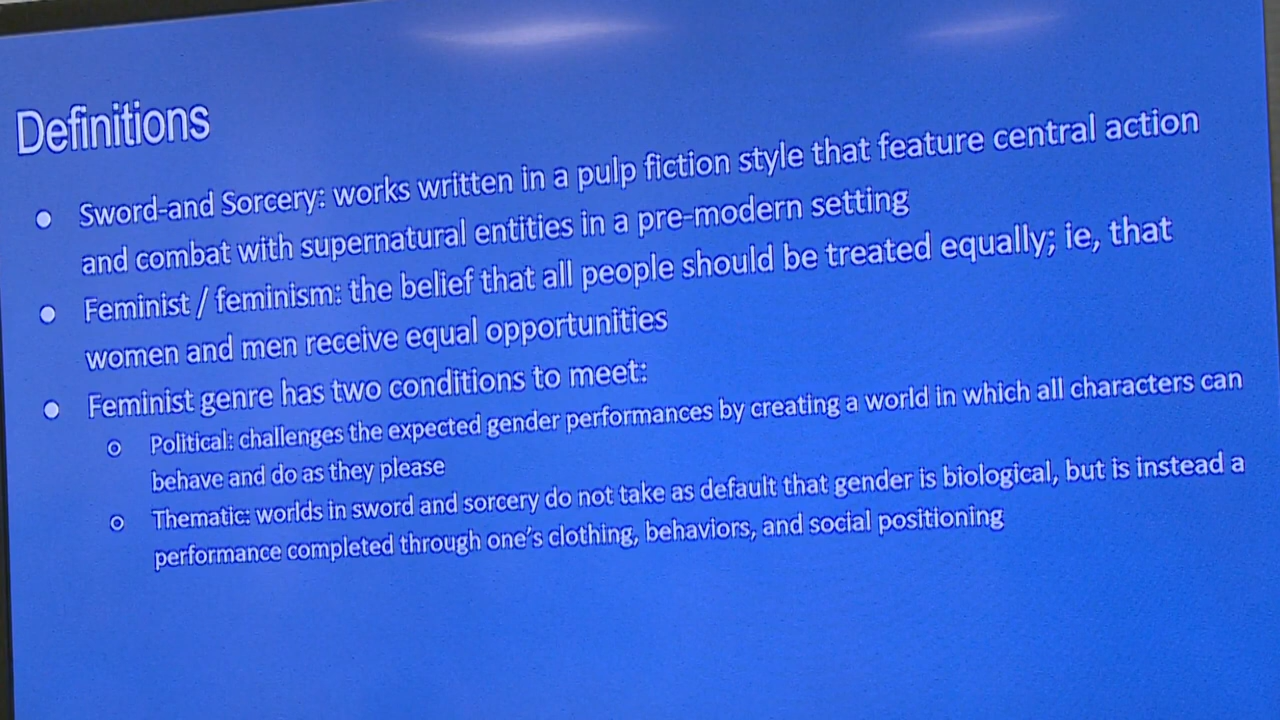 Definitions
Sword-and Sorcery: works written in a pulp fiction style that feature central action
and combat with supernatural entities in a pre-modern setting
Feminist / feminism: the belief that all people should be treated equally; ie, that
women and men receive equal opportunities
Feminist genre has two conditions to meet:
Political: challenges the expected gender performances by creating a world in which all characters can
behave and do as they please
Thematic: worlds in sword and sorcery do not take as default that gender is biological, but is instead a
performance completed through one's clothing, behaviors, and social positioning